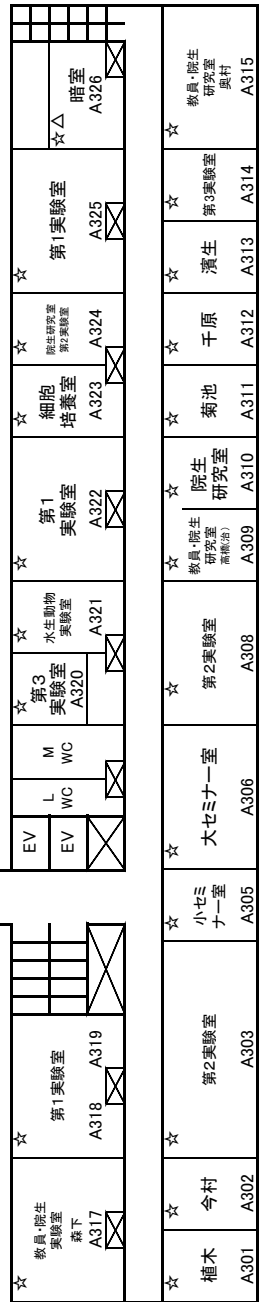 ☆△
暗室
A326
☆
第1実験室
A325
☆
院生研究室
第2実験室
A324
☆
細胞
培養室
A323
☆
第1
実験室
A322
☆
水生動物
実験室
A321
☆
第3
実験室
A320
M
WC
L
WC
EV
EV
☆
第1実験室
A318
A319
☆
教員・院生
実験室
森下
A317
☆
教員・院生
研究室
奥村
A315
☆
第3実験室
A314
☆
濱生
A313
☆
千原
A312
☆
菊池
A311
☆
院生
研究室
A310
☆
教員・院生
研究室
高橋(治)
A309
☆
第2実験室
A308
☆
大セミナー室
A306
☆
小セミ
ナー室
A305
☆
第2実験室
A303
☆
今村
A302
☆
植木
A301